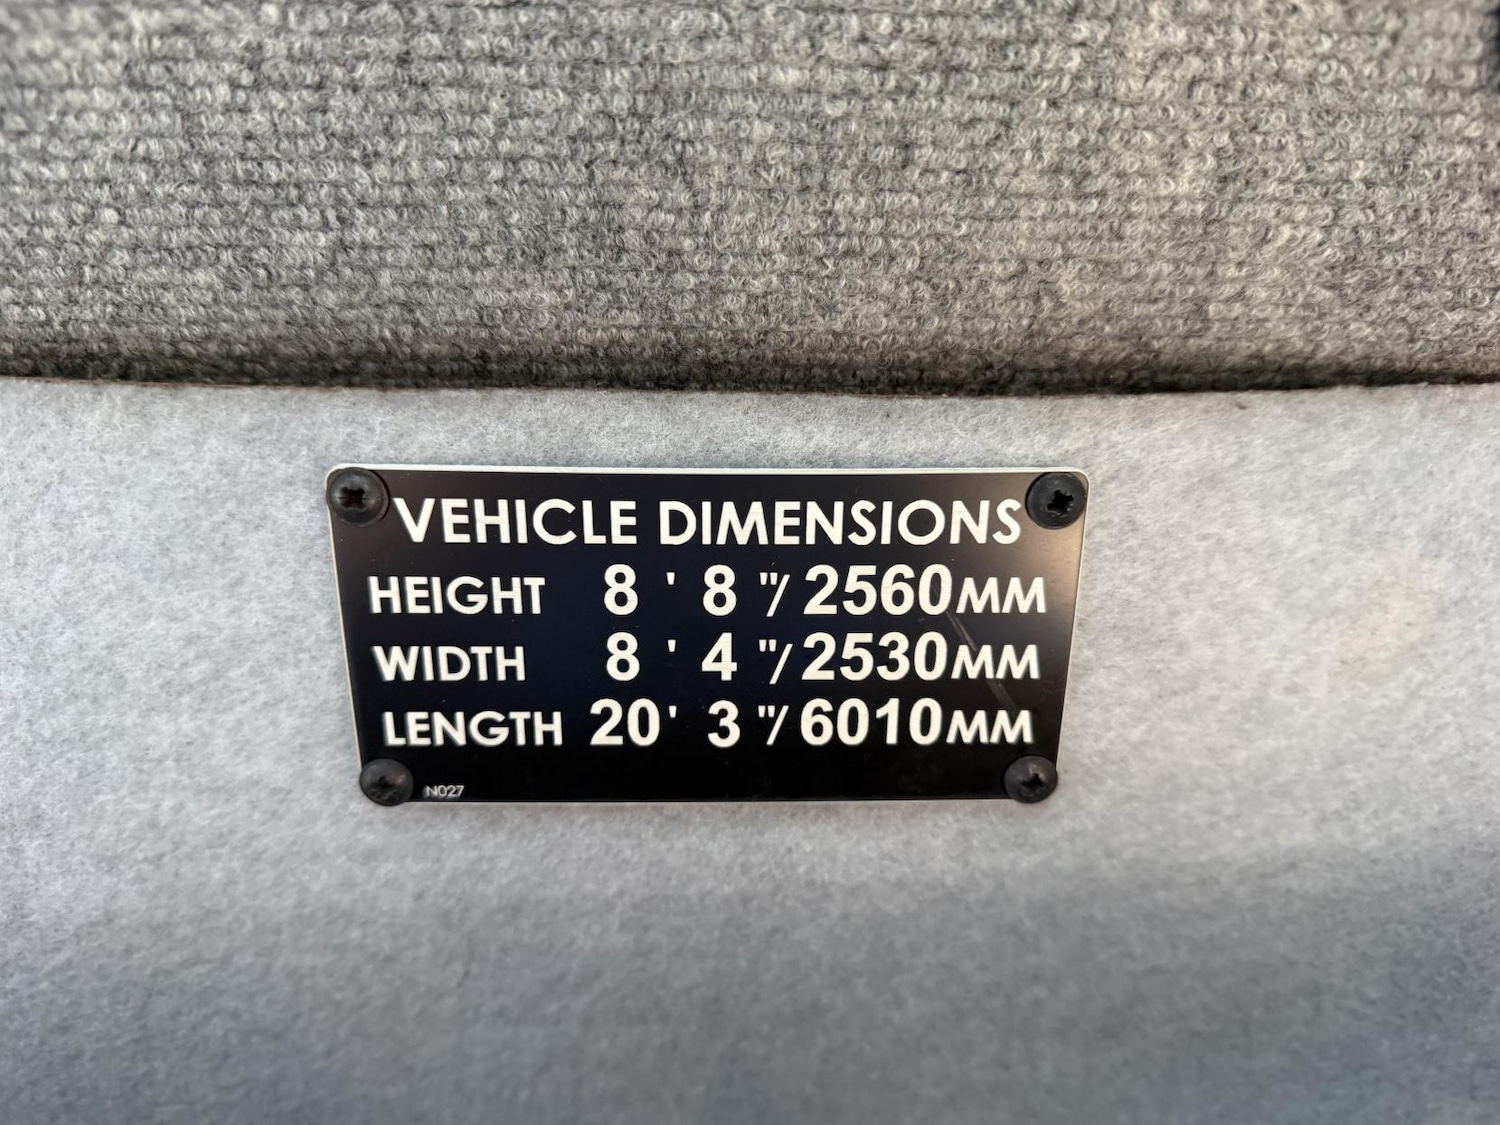 VEHICLE DIMENSIONS
HEIGHT 8 ' 8 "/ 2560MM
WIDTH 8 ' 4 "/ 2530MM
LENGTH 20 ' 3 "/ 6010MM
N027